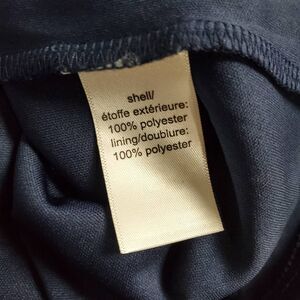 shell/
étoffe extérieure:
100% polyester
lining/doublure:
100% polyester